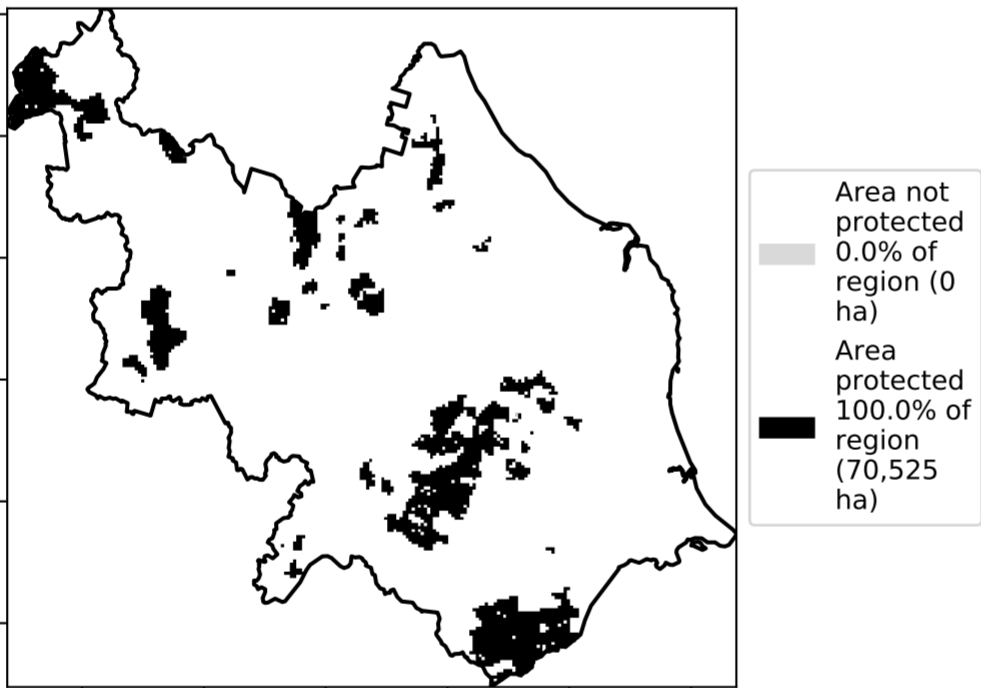 Area not
protected
0.0% of
region (0
ha)
Area
protected
100.0% of
region
(70,525
ha)